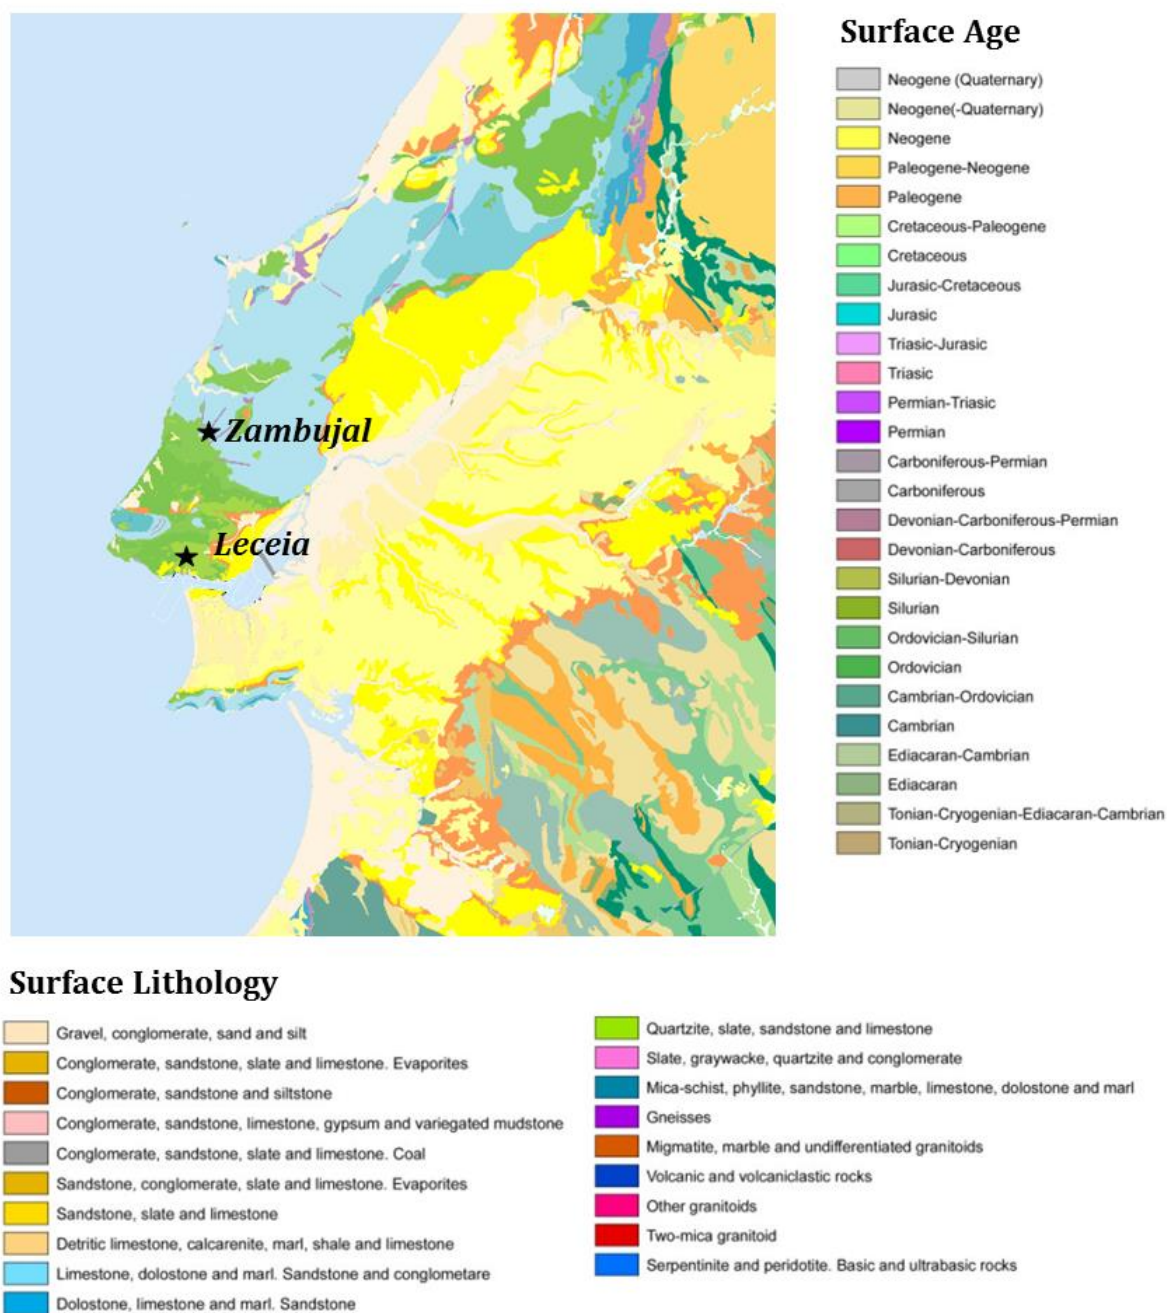 Surface Age
Neogene (Quaternary)
Neogene(-Quaternary)
Neogene
Paleogene-Neogene
Paleogene
Cretaceous-Paleogene
Cretaceous
Jurasic-Cretaceous
Jurasic
Triasic-Jurasic
Triasic
Permian-Triasic
Permian
Carboniferous-Permian
Carboniferous
Devonian-Carboniferous-Permian
Devonian-Carboniferous
Silurian-Devonian
Silurian
Ordovician-Silurian
Ordovician
Cambrian-Ordovician
Cambrian
Ediacaran-Cambrian
Ediacaran
Tonian-Cryogenian-Ediacaran-Cambrian
Tonian-Cryogenian
Zambujal
Leceia
Surface Lithology
Gravel, conglomerate, sand and silt
Conglomerate, sandstone, slate and limestone. Evaporites
Conglomerate, sandstone and siltstone
Conglomerate, sandstone, limestone, gypsum and variegated mudstone
Conglomerate, sandstone, slate and limestone. Coal
Sandstone, conglomerate, slate and limestone. Evaporites
Sandstone, slate and limestone
Detritic limestone, calcarenite, marl, shale and limestone
Limestone, dolostone and marl. Sandstone and conglometare
Dolostone, limestone and marl. Sandstone
Quartzite, slate, sandstone and limestone
Slate, graywacke, quartzite and conglomerate
Mica-schist, phyllite, sandstone, marble, limestone, dolostone and marl
Gneisses
Migmatite, marble and undifferentiated granitoids
Volcanic and volcaniclastic rocks
Other granitoids
Two-mica granitoid
Serpentinite and peridotite. Basic and ultrabasic rocks